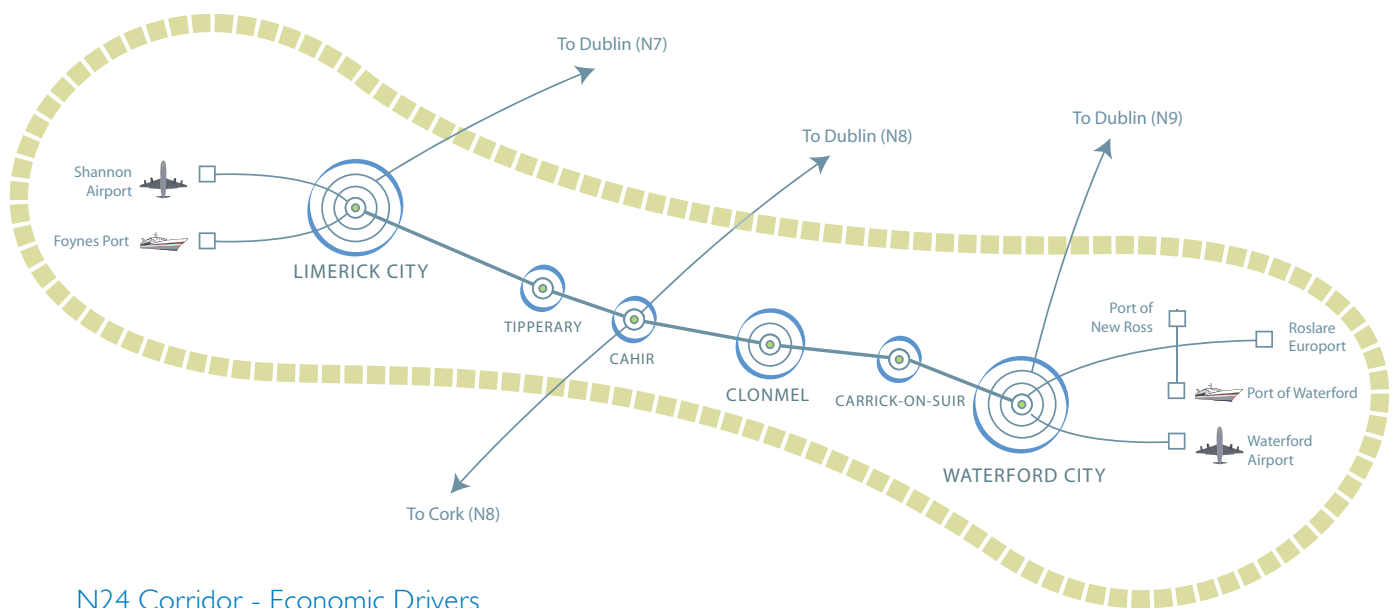 To Dublin (N7)
To Dublin (N8)
To Dublin (N9)
Shannon
Airport
Foynes Port
LIMERICK CITY
TIPPERARY
CAHIR
CLONMEL
CARRICK-ON-SUIR
WATERFORD CITY
Port of
New Ross
Roslare
Europort
Port of Waterford
Waterford
Airport
To Cork (N8)
N24 Corridor - Economic Drivers